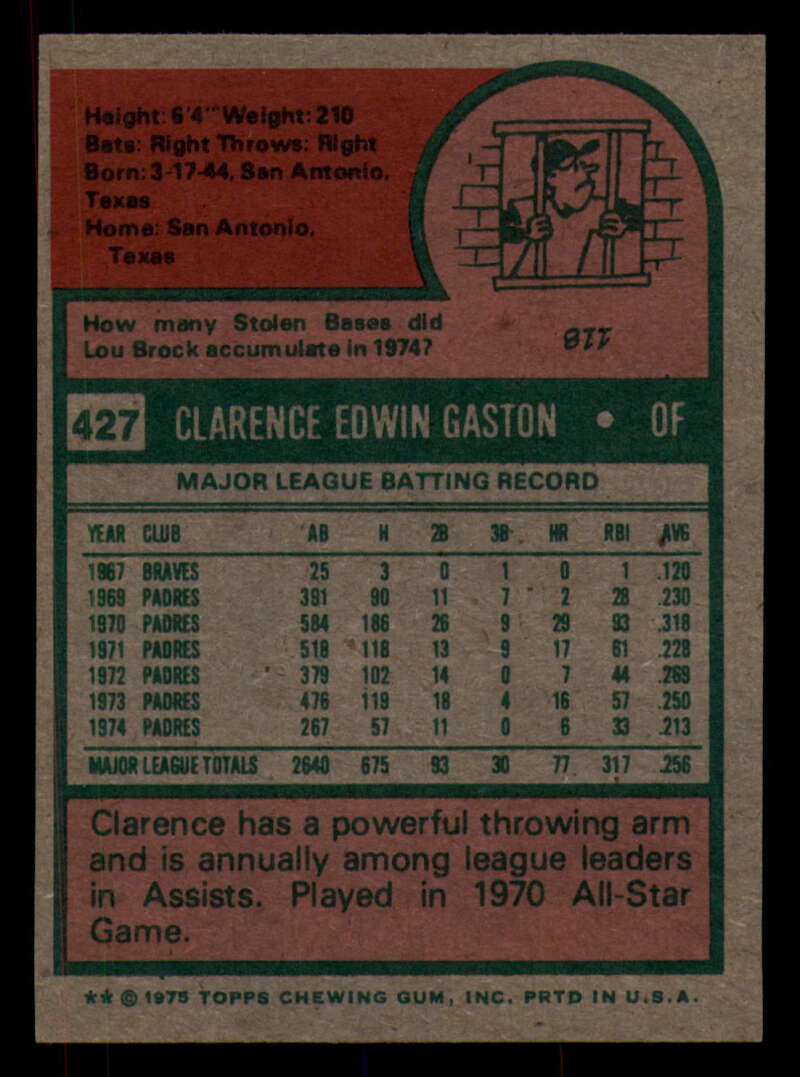 Height: 6'4" Weight: 210
Bats: Right Throws: Right
Born: 3-17-44, San Antonio,
Texas
Home: San Antonio,
Texas
How many Stolen Bases did
Lou Brock accumulate in 1974?
118
427 CLARENCE EDWIN GASTON • OF
MAJOR LEAGUE BATTING RECORD
YEAR CLUB AB H 2B 3B HR RBI AVG
1967 BRAVES 25 3 0 1 0 1 .120
1969 PADRES 391 90 11 7 2 28 .230
1970 PADRES 584 186 26 9 29 93 .318
1971 PADRES 518 118 13 9 17 61 .228
1972 PADRES 379 102 14 0 7 44 .269
1973 PADRES 476 119 18 4 16 57 .250
1974 PADRES 267 57 11 0 6 33 .213
MAJOR LEAGUE TOTALS 2640 675 93 30 77 317 .256
Clarence has a powerful throwing arm
and is annually among league leaders
in Assists. Played in 1970 All-Star
Game.
** © 1975 TOPPS CHEWING GUM, INC. PRTD IN U.S.A.